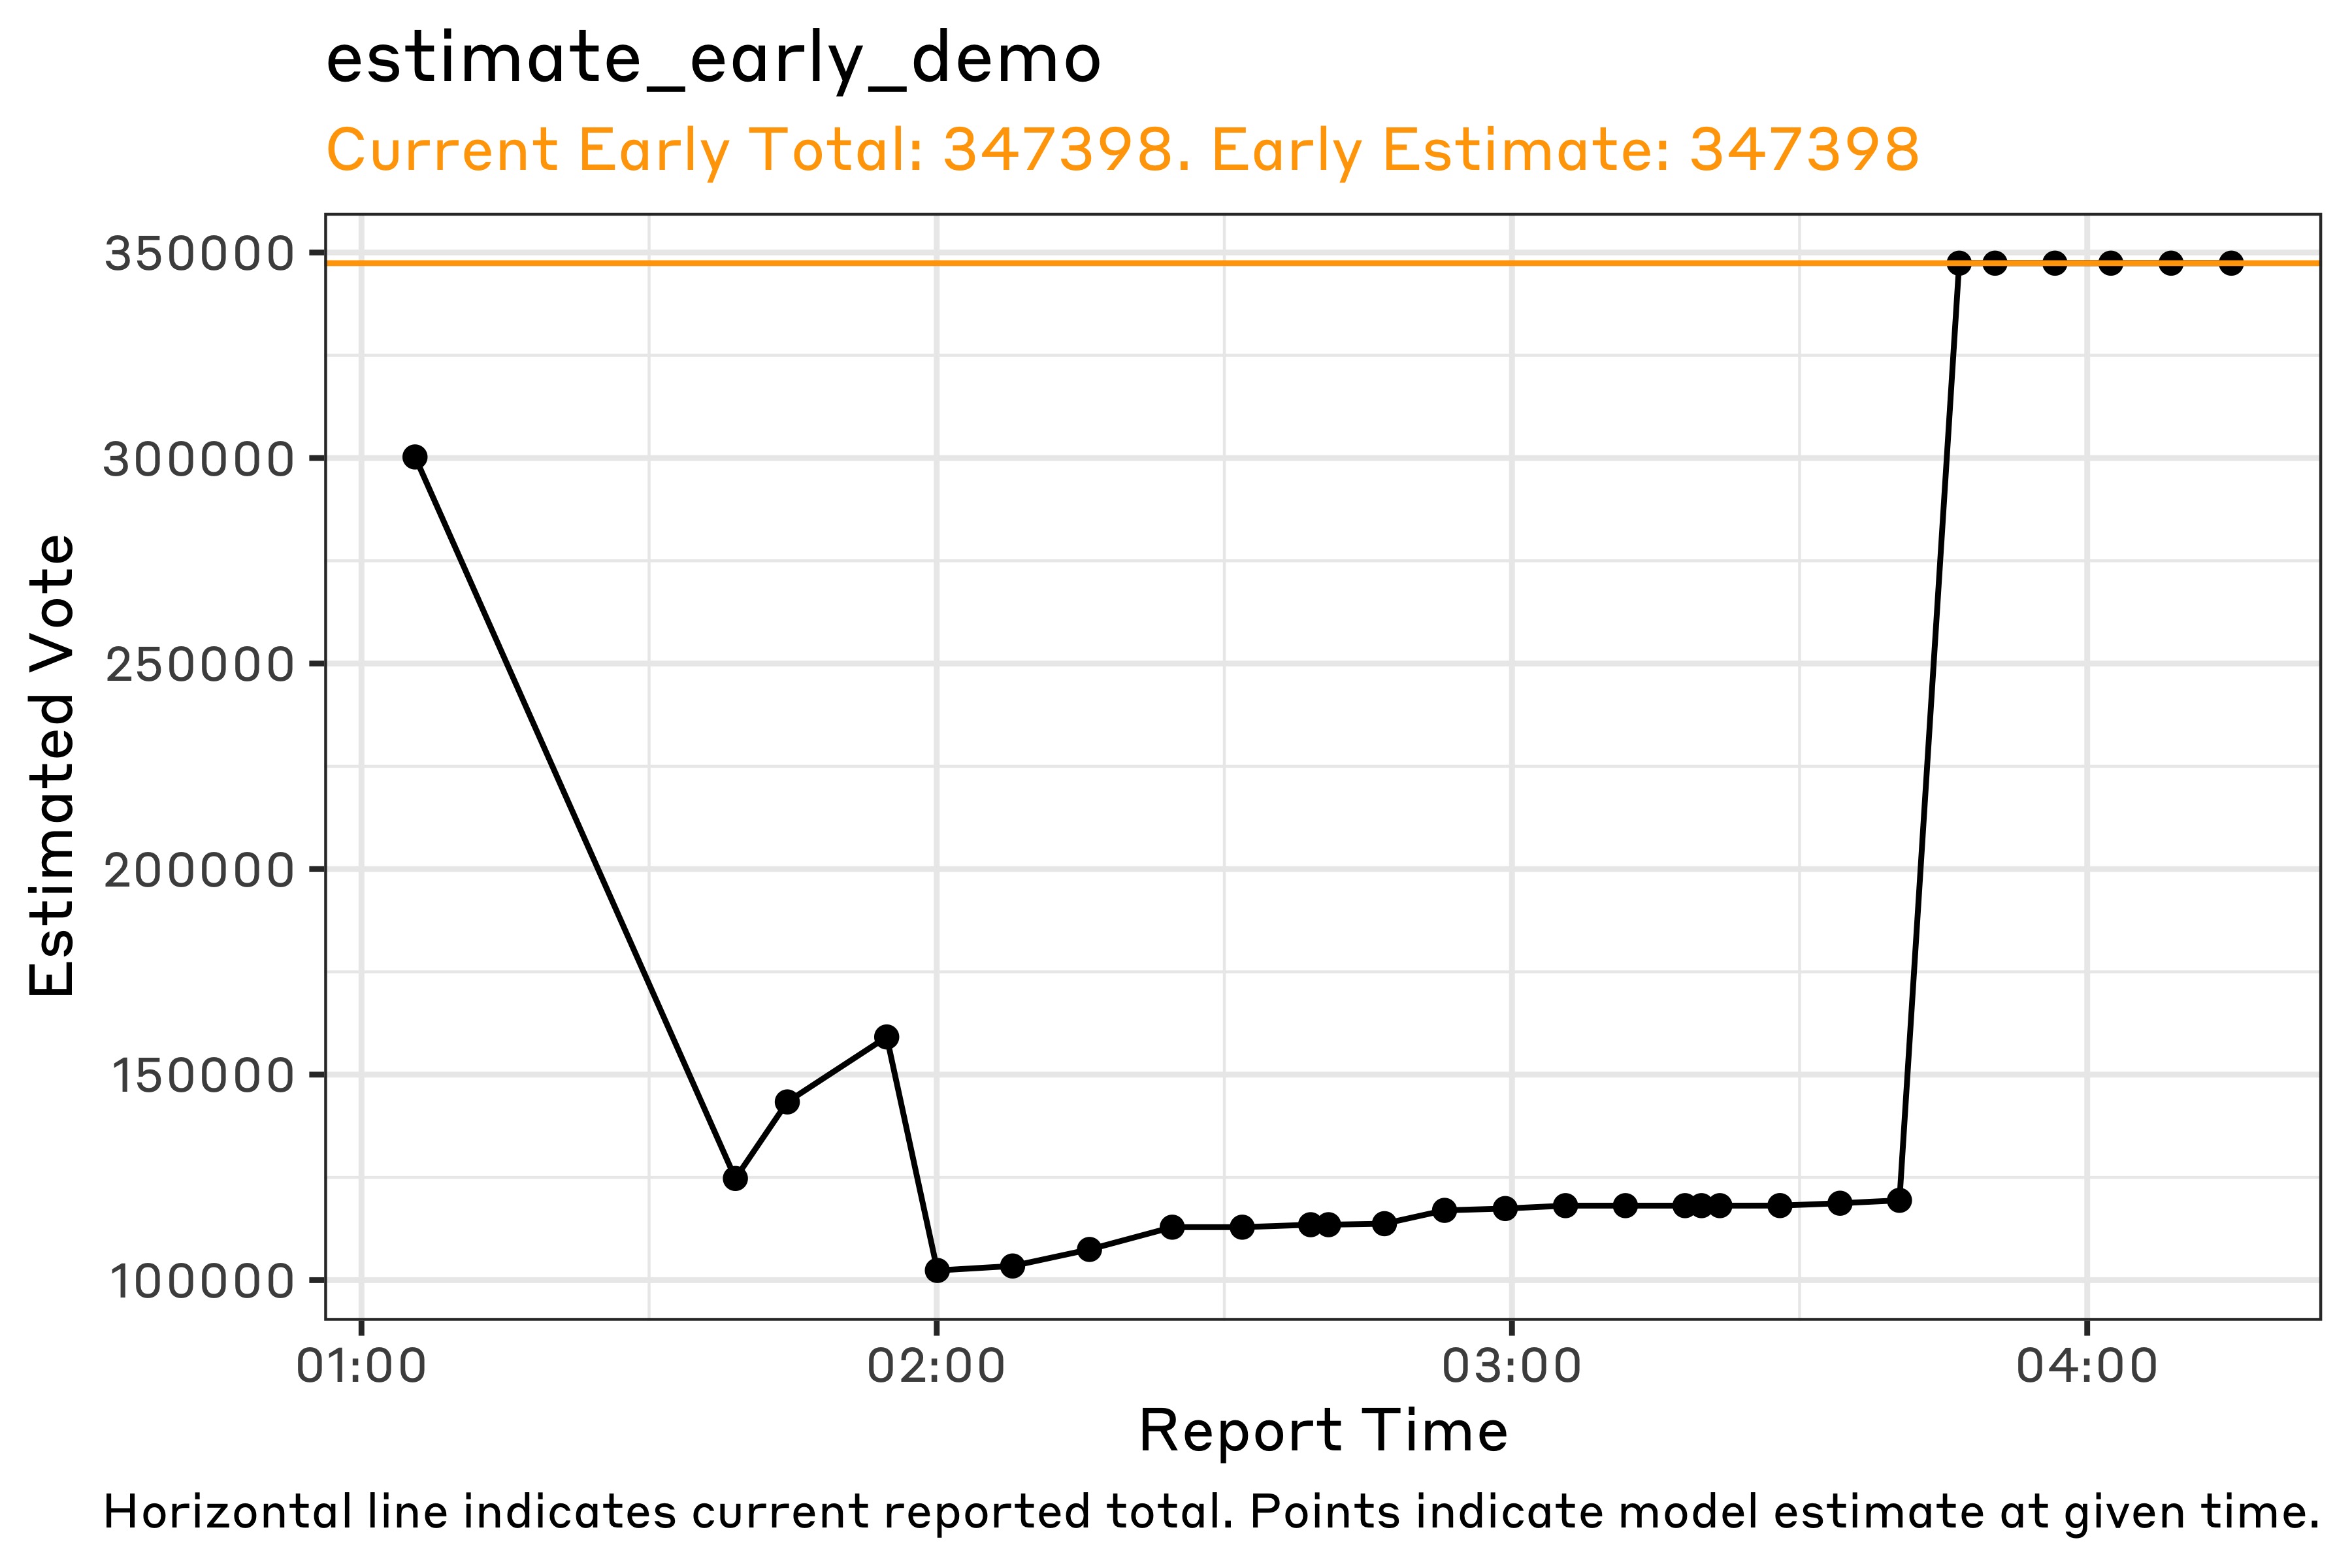 estimate_early_demo
Current Early Total: 347398. Early Estimate: 347398
Estimated Vote
350000
300000
250000
200000
150000
100000
01:00 02:00 03:00 04:00
Report Time
Horizontal line indicates current reported total. Points indicate model estimate at given time.